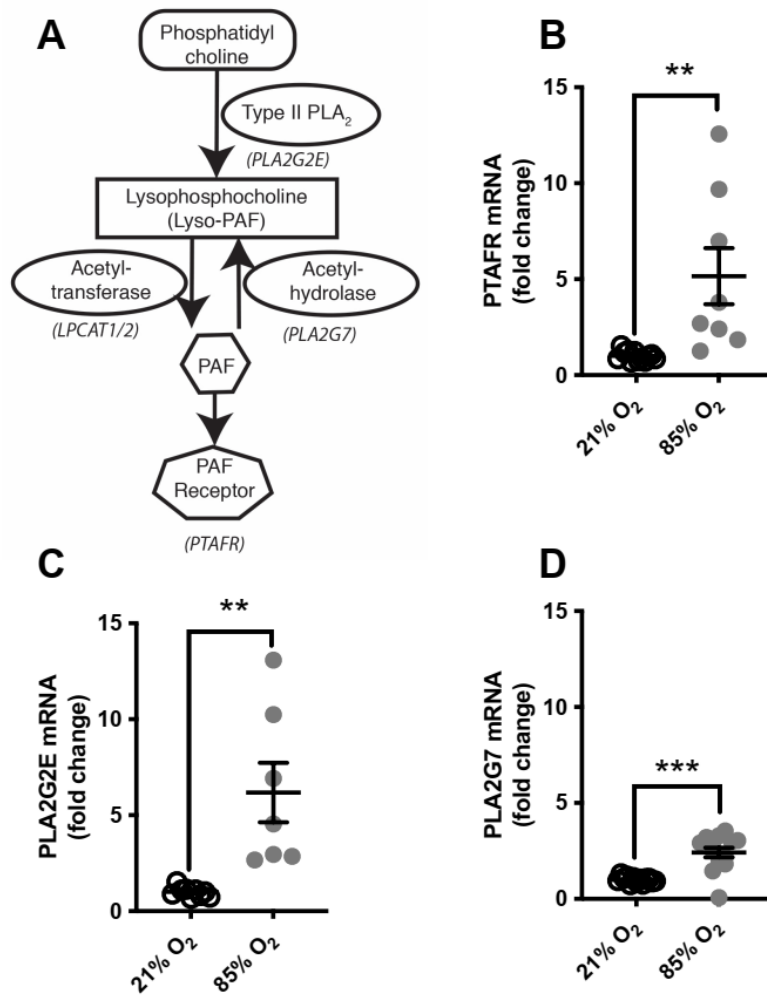 A
Phosphatidyl
choline
Type II PLA₂
(PLA2G2E)
Lysophosphocholine
(Lyso-PAF)
Acetyl-
transferase
(LPCAT1/2)
Acetyl-
hydrolase
(PLA2G7)
PAF
PAF
Receptor
(PTAFR)
B
**
PTAFR mRNA
(fold change)
15
10
5
0
21% O₂
85% O₂
C
**
PLA2G2E mRNA
(fold change)
15
10
5
0
21% O₂
85% O₂
D
***
PLA2G7 mRNA
(fold change)
15
10
5
0
21% O₂
85% O₂